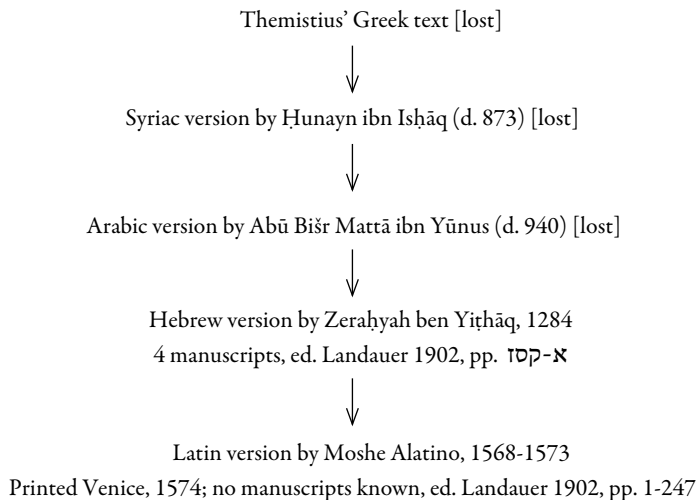 Themistius’ Greek text [lost]
Syriac version by Ḥunayn ibn Isḥāq (d. 873) [lost]
Arabic version by Abū Bišr Mattā ibn Yūnus (d. 940) [lost]
Hebrew version by Zeraḥyah ben Yiṭhāq, 1284
4 manuscripts, ed. Landauer 1902, pp. א-קסז
Latin version by Moshe Alatino, 1568-1573
Printed Venice, 1574; no manuscripts known, ed. Landauer 1902, pp. 1-247